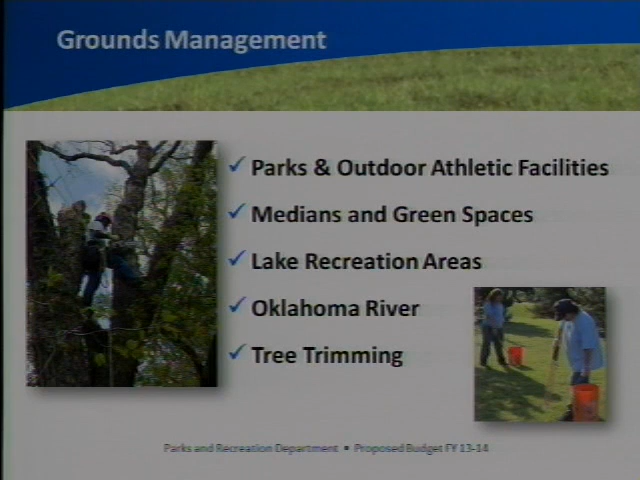 Grounds Management
Parks & Outdoor Athletic Facilities
Medians and Green Spaces
Lake Recreation Areas
Oklahoma River
Tree Trimming
Parks and Recreation Department • Proposed Budget FY 13-14